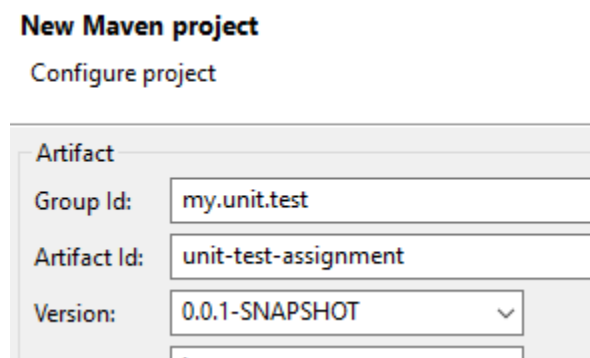 New Maven project
Configure project
Artifact
Group Id: my.unit.test
Artifact Id: unit-test-assignment
Version: 0.0.1-SNAPSHOT